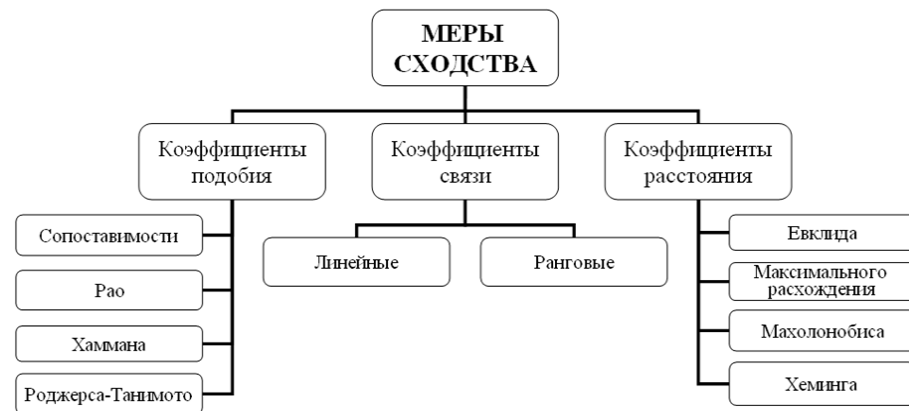 МЕРЫ
СХОДСТВА
Коэффициенты
подобия
Коэффициенты
связи
Коэффициенты
расстояния
Сопоставимости
Рао
Хаммана
Роджерса-Танимото
Линейные
Ранговые
Евклида
Максимального
расхождения
Махолонобиса
Хеминга